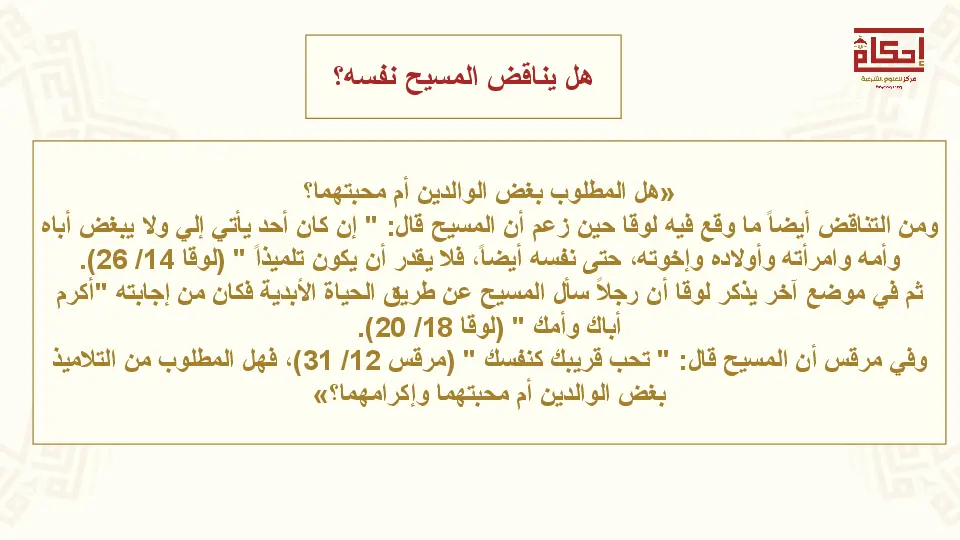 إحكام
مركز للعلوم الشرعية
هل يناقض المسيح نفسه؟
«هل المطلوب بغض الوالدين أم محبتهما؟
ومن التناقض أيضاً ما وقع فيه لوقا حين زعم أن المسيح قال: " إن كان أحد يأتي إلي ولا يبغض أباه
وأمه وامرأته وأولاده وإخوته، حتى نفسه أيضاً، فلا يقدر أن يكون تلميذاً " (لوقا 14/ 26).
ثم في موضع آخر يذكر لوقا أن رجلاً سأل المسيح عن طريق الحياة الأبدية فكان من إجابته "أكرم
أباك وأمك " (لوقا 18/ 20).
وفي مرقس أن المسيح قال: " تحب قريبك كنفسك " (مرقس 12/ 31)، فهل المطلوب من التلاميذ
بغض الوالدين أم محبتهما وإكرامهما؟»